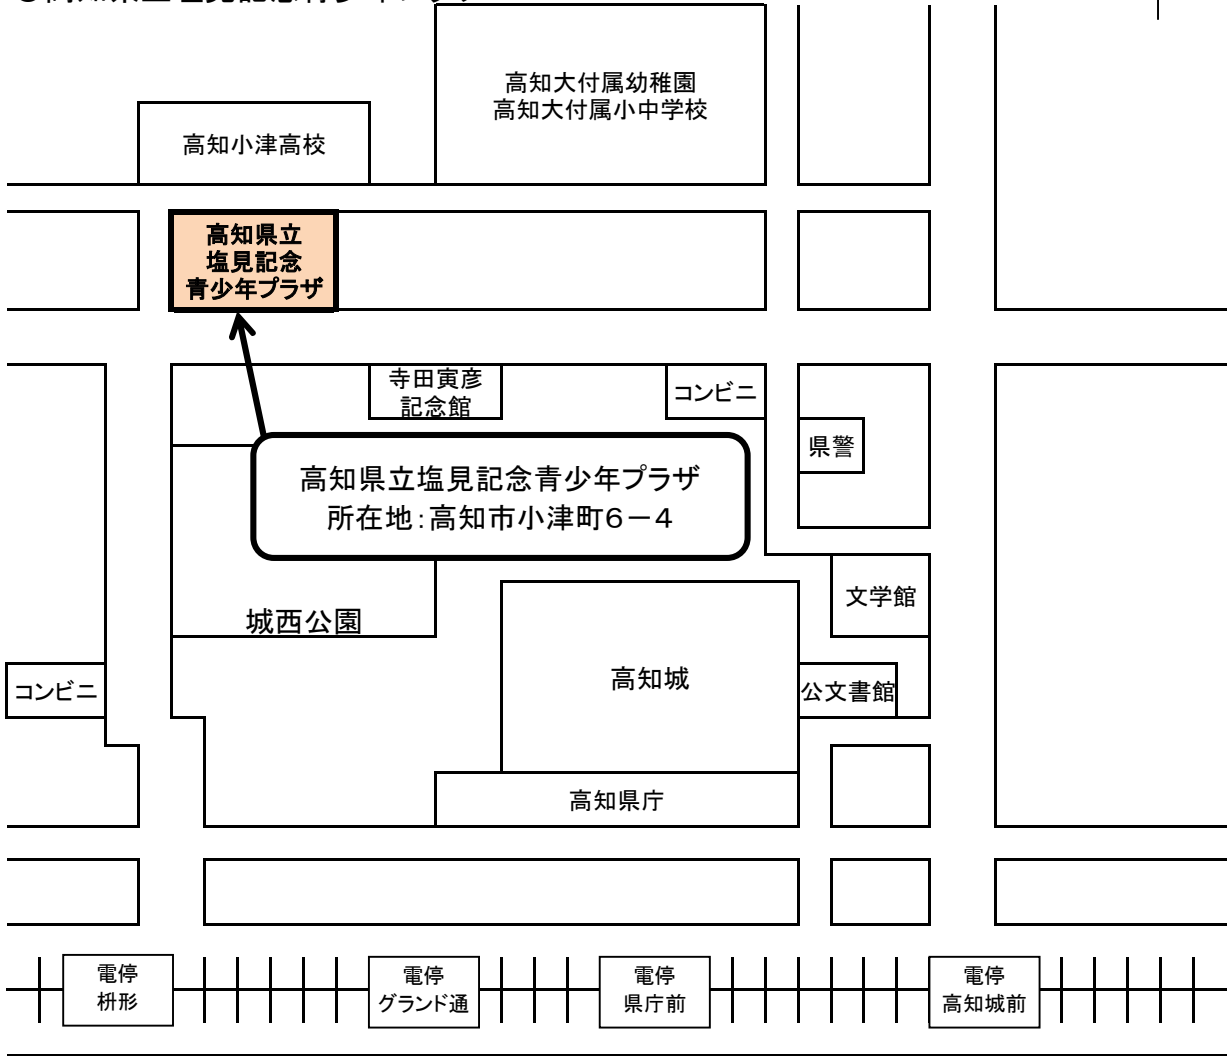 高知大付属幼稚園
高知大付属小中学校
高知小津高校
高知県立
塩見記念
青少年プラザ
寺田寅彦
記念館
コンビニ
県警
高知県立塩見記念青少年プラザ
所在地:高知市小津町6-4
文学館
城西公園
高知城
コンビニ
公文書館
高知県庁
電停
枡形
電停
グランド通
電停
県庁前
電停
高知城前